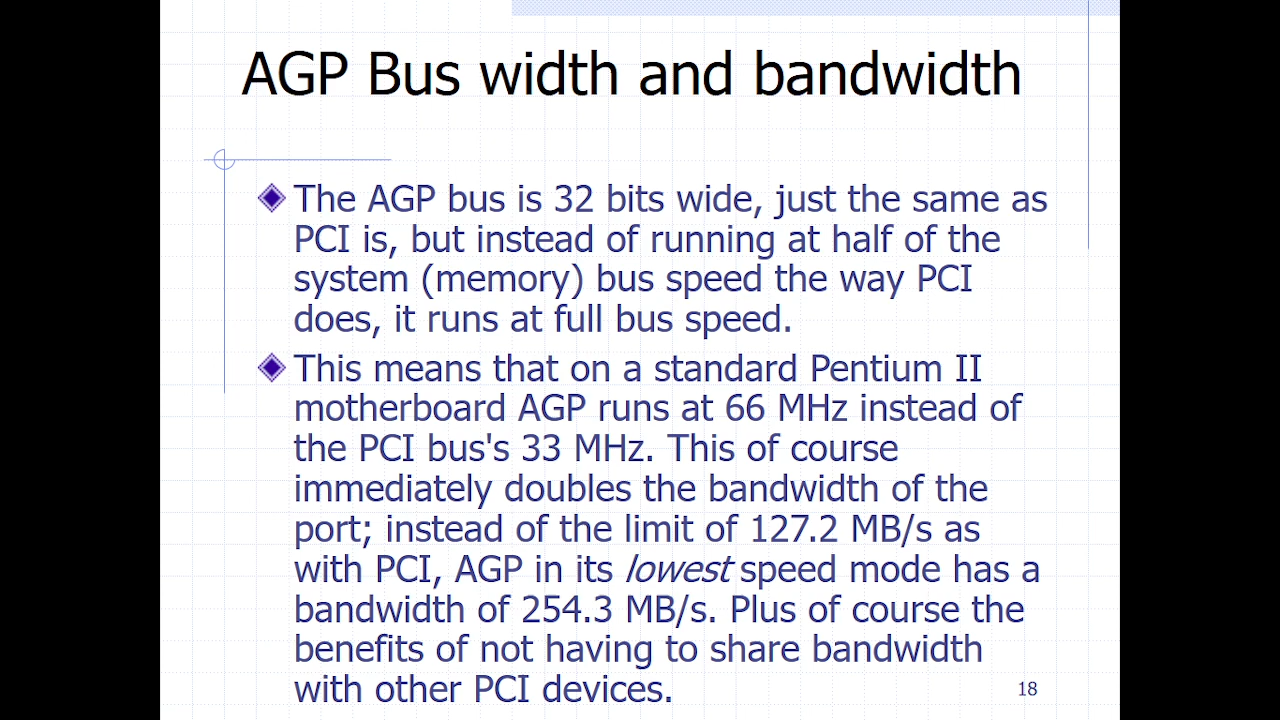 AGP Bus width and bandwidth
The AGP bus is 32 bits wide, just the same as
PCI is, but instead of running at half of the
system (memory) bus speed the way PCI
does, it runs at full bus speed.
This means that on a standard Pentium II
motherboard AGP runs at 66 MHz instead of
the PCI bus's 33 MHz. This of course
immediately doubles the bandwidth of the
port; instead of the limit of 127.2 MB/s as
with PCI, AGP in its lowest speed mode has a
bandwidth of 254.3 MB/s. Plus of course the
benefits of not having to share bandwidth
with other PCI devices.
18